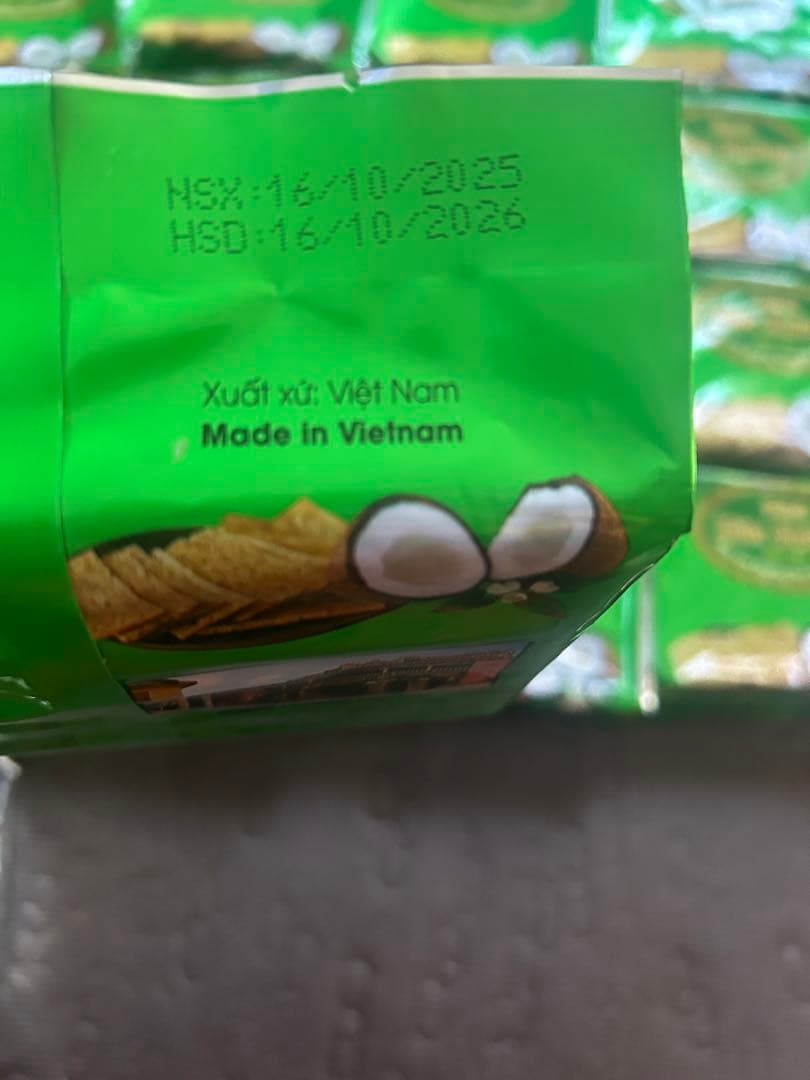 NSX:16/10/2025
HSD:16/10/2026
Xuất xứ: Việt Nam
Made in Vietnam